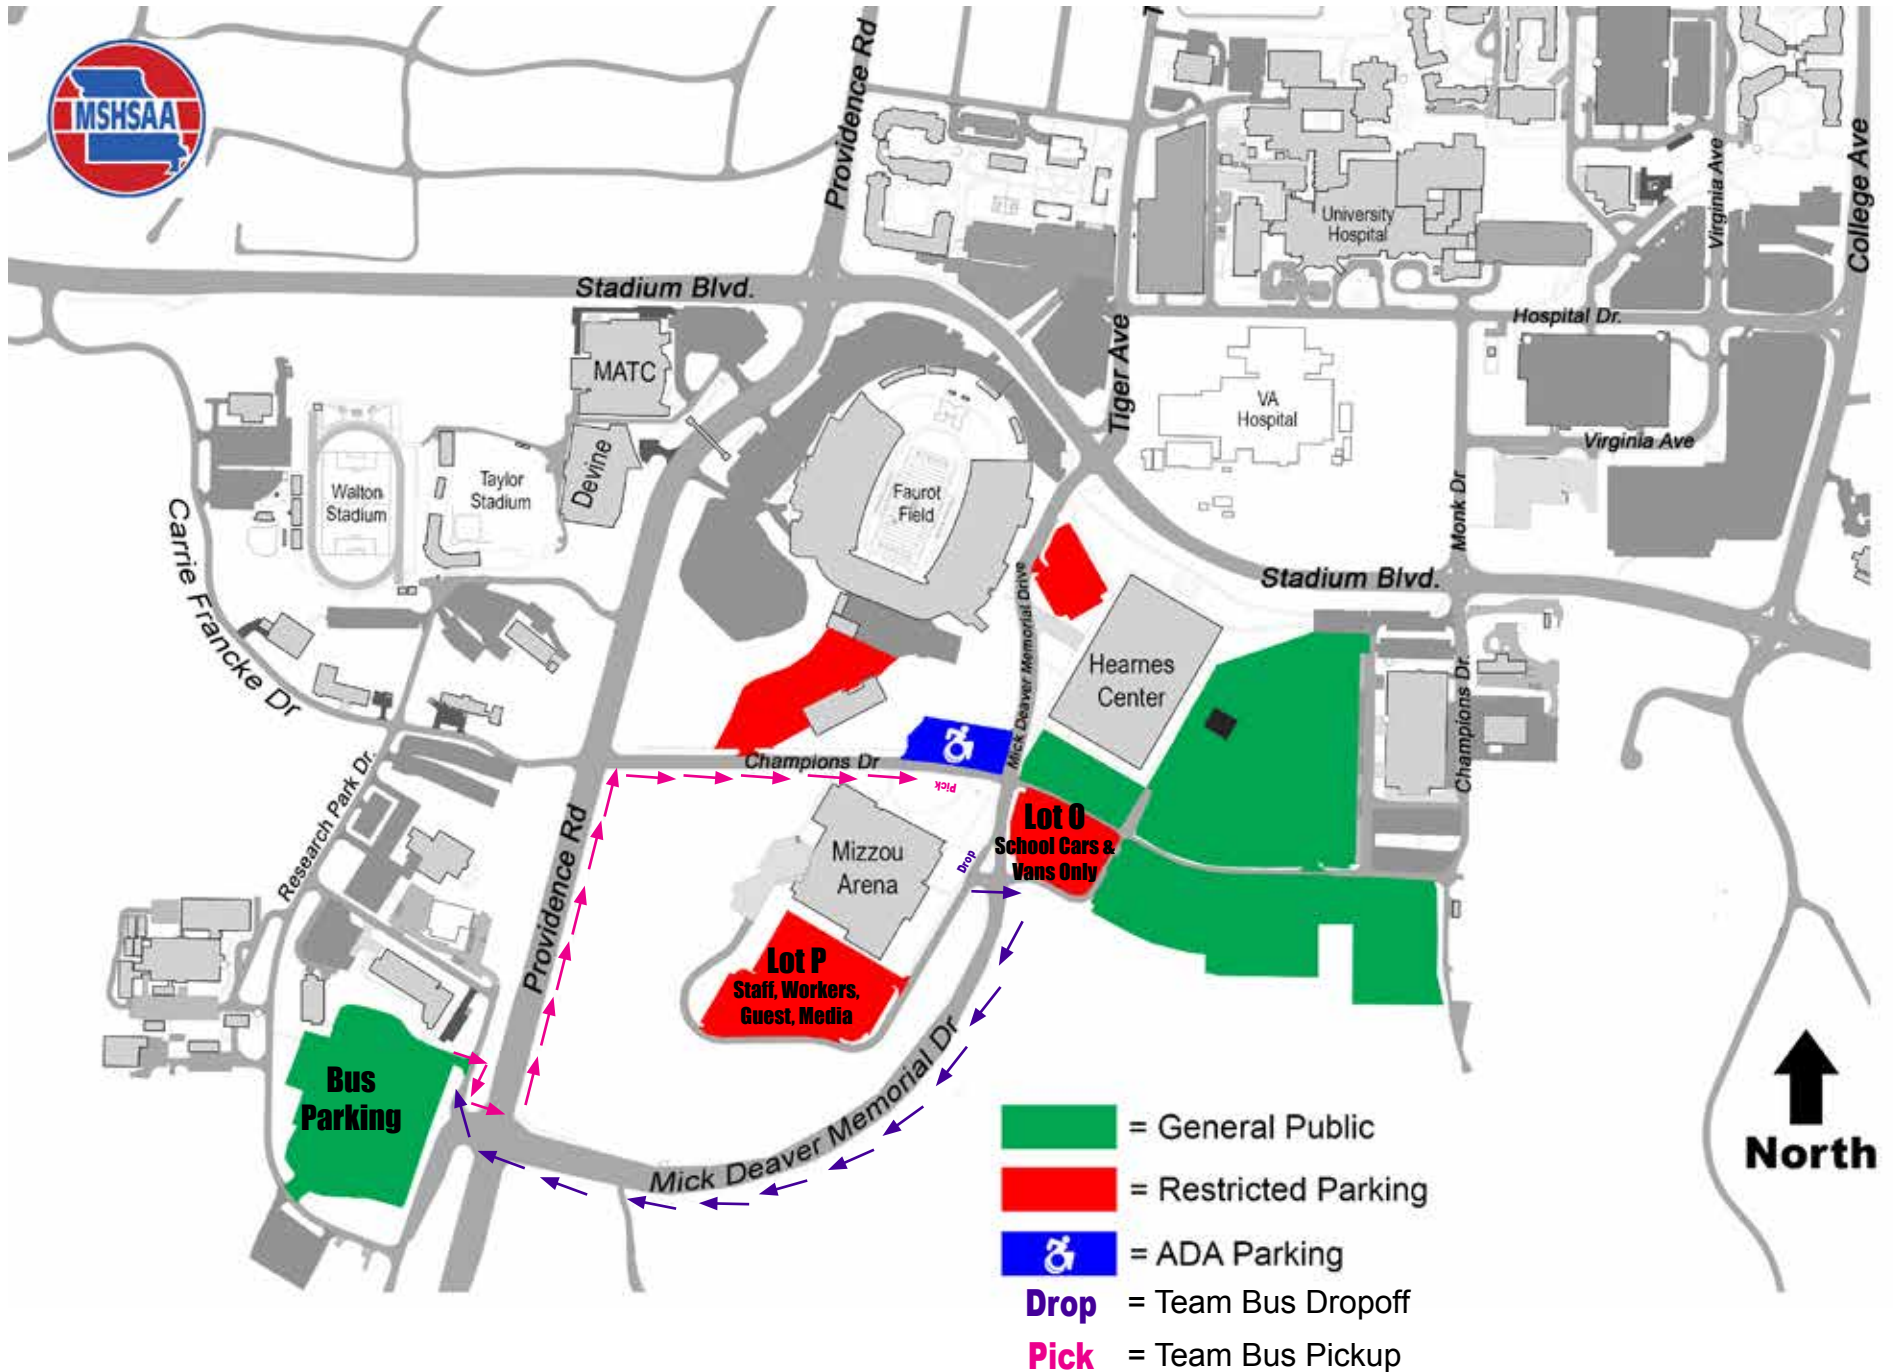 MSHSAA
Providence Rd
T
Stadium Blvd.
University
Hospital
Virginia Ave
College Ave
Hospital Dr.
MATC
Tiger Ave
VA
Hospital
Virginia Ave
Devine
Walton
Stadium
Taylor
Stadium
Faurot
Field
Monk Dr
Carrie Francke Dr
Stadium Blvd.
Mick Deaver Memorial Drive
Hearnes
Center
Champions Dr.
Champions Dr
Pick
Research Park Dr.
Providence Rd
Lot O
School Cars &
Vans Only
Mizzou
Arena
Drop
Lot P
Staff, Workers,
Guest, Media
Bus
Parking
Mick Deaver Memorial Dr
= General Public
= Restricted Parking
= ADA Parking
Drop = Team Bus Dropoff
Pick = Team Bus Pickup
North